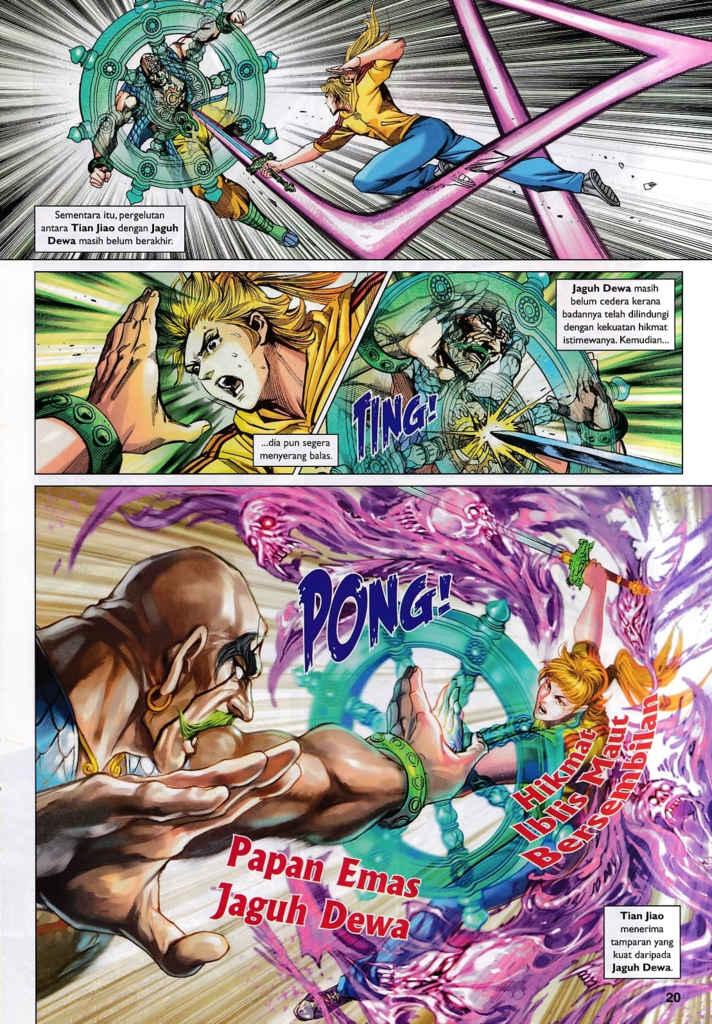 Sementara itu, pergelutan
antara Tian Jiao dengan Jaguh
Dewa masih belum berakhir.
Jaguh Dewa masih
belum cedera kerana
badannya telah dilindungi
dengan kekuatan hikmat
istimewanya. Kemudian...
TING!
...dia pun segera
menyerang balas.
PONG!
Hikmat
Iblis Maut
Bersembilan
Papan Emas
Jaguh Dewa
Tian Jiao
menerima
tamparan yang
kuat daripada
Jaguh Dewa.
20